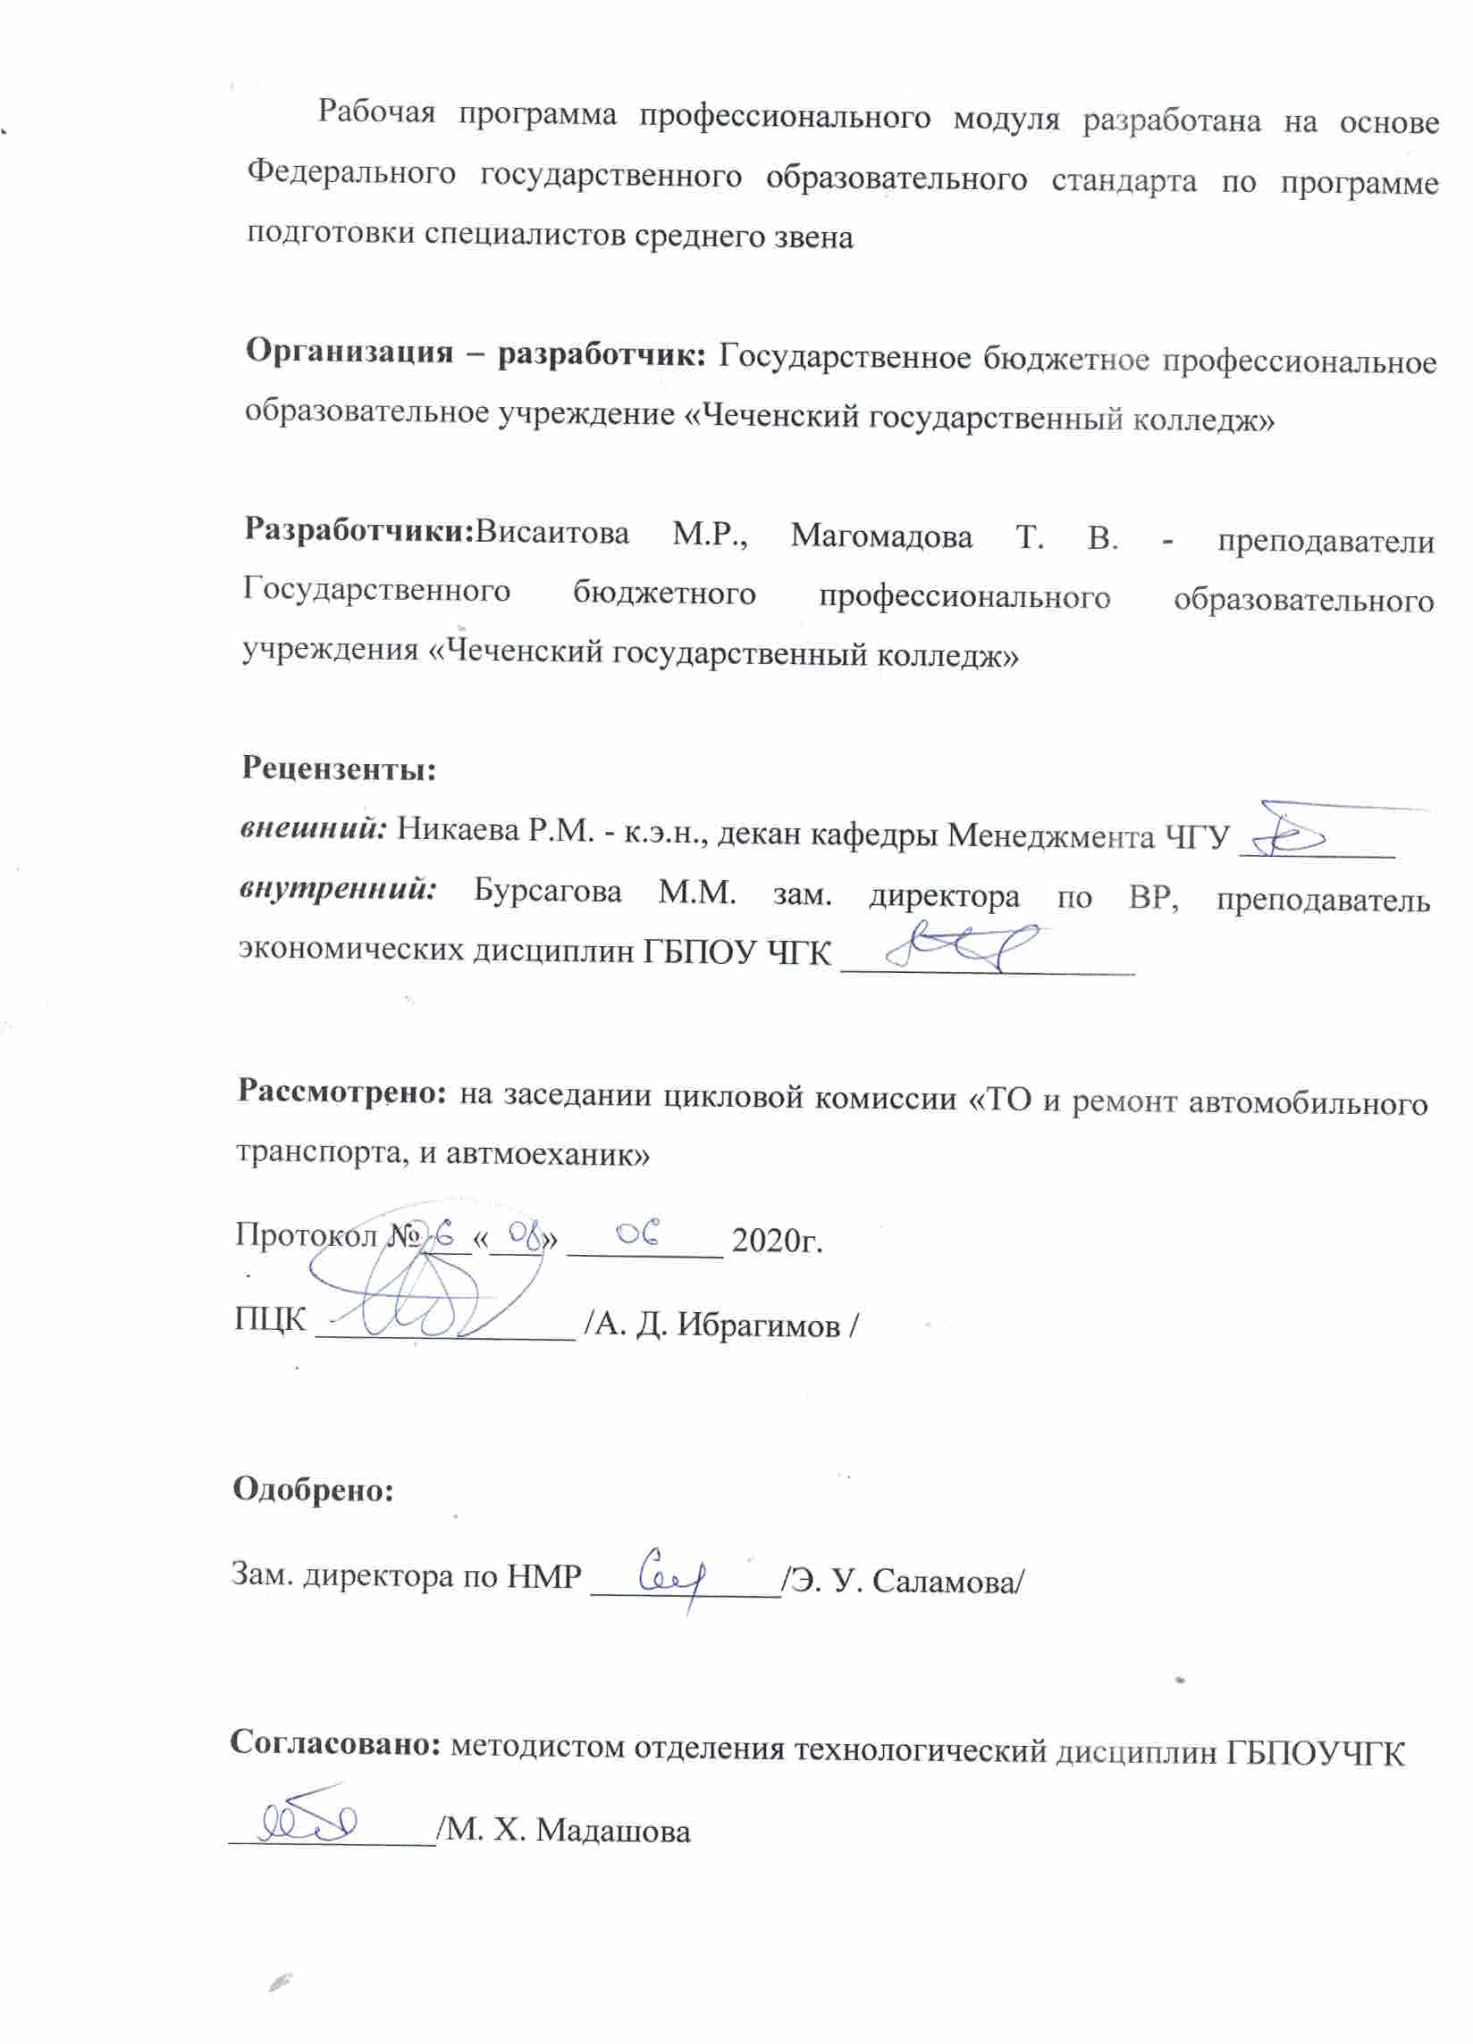 Рабочая программа профессионального модуля разработана на основе
Федерального государственного образовательного стандарта по программе
подготовки специалистов среднего звена
Организация – разработчик: Государственное бюджетное профессиональное
образовательное учреждение «Чеченский государственный колледж»
Разработчики:Висаитова М.Р., Магомадова Т. В. - преподаватели
Государственного бюджетного профессионального образовательного
учреждения «Чеченский государственный колледж»
Рецензенты:
внешний: Никаева Р.М. - к.э.н., декан кафедры Менеджмента ЧГУ
внутренний: Бурсагова М.М. зам. директора по ВР, преподаватель
экономических дисциплин ГБПОУ ЧГК
Рассмотрено: на заседании цикловой комиссии «ТО и ремонт автомобильного
транспорта, и автмоеханик»
Протокол № «08» 06 2020г.
ПЦК /А. Д. Ибрагимов /
Одобрено:
Зам. директора по НМР /Э. У. Саламова/
Согласовано: методистом отделения технологический дисциплин ГБПОУЧГК
/М. Х. Мадашова